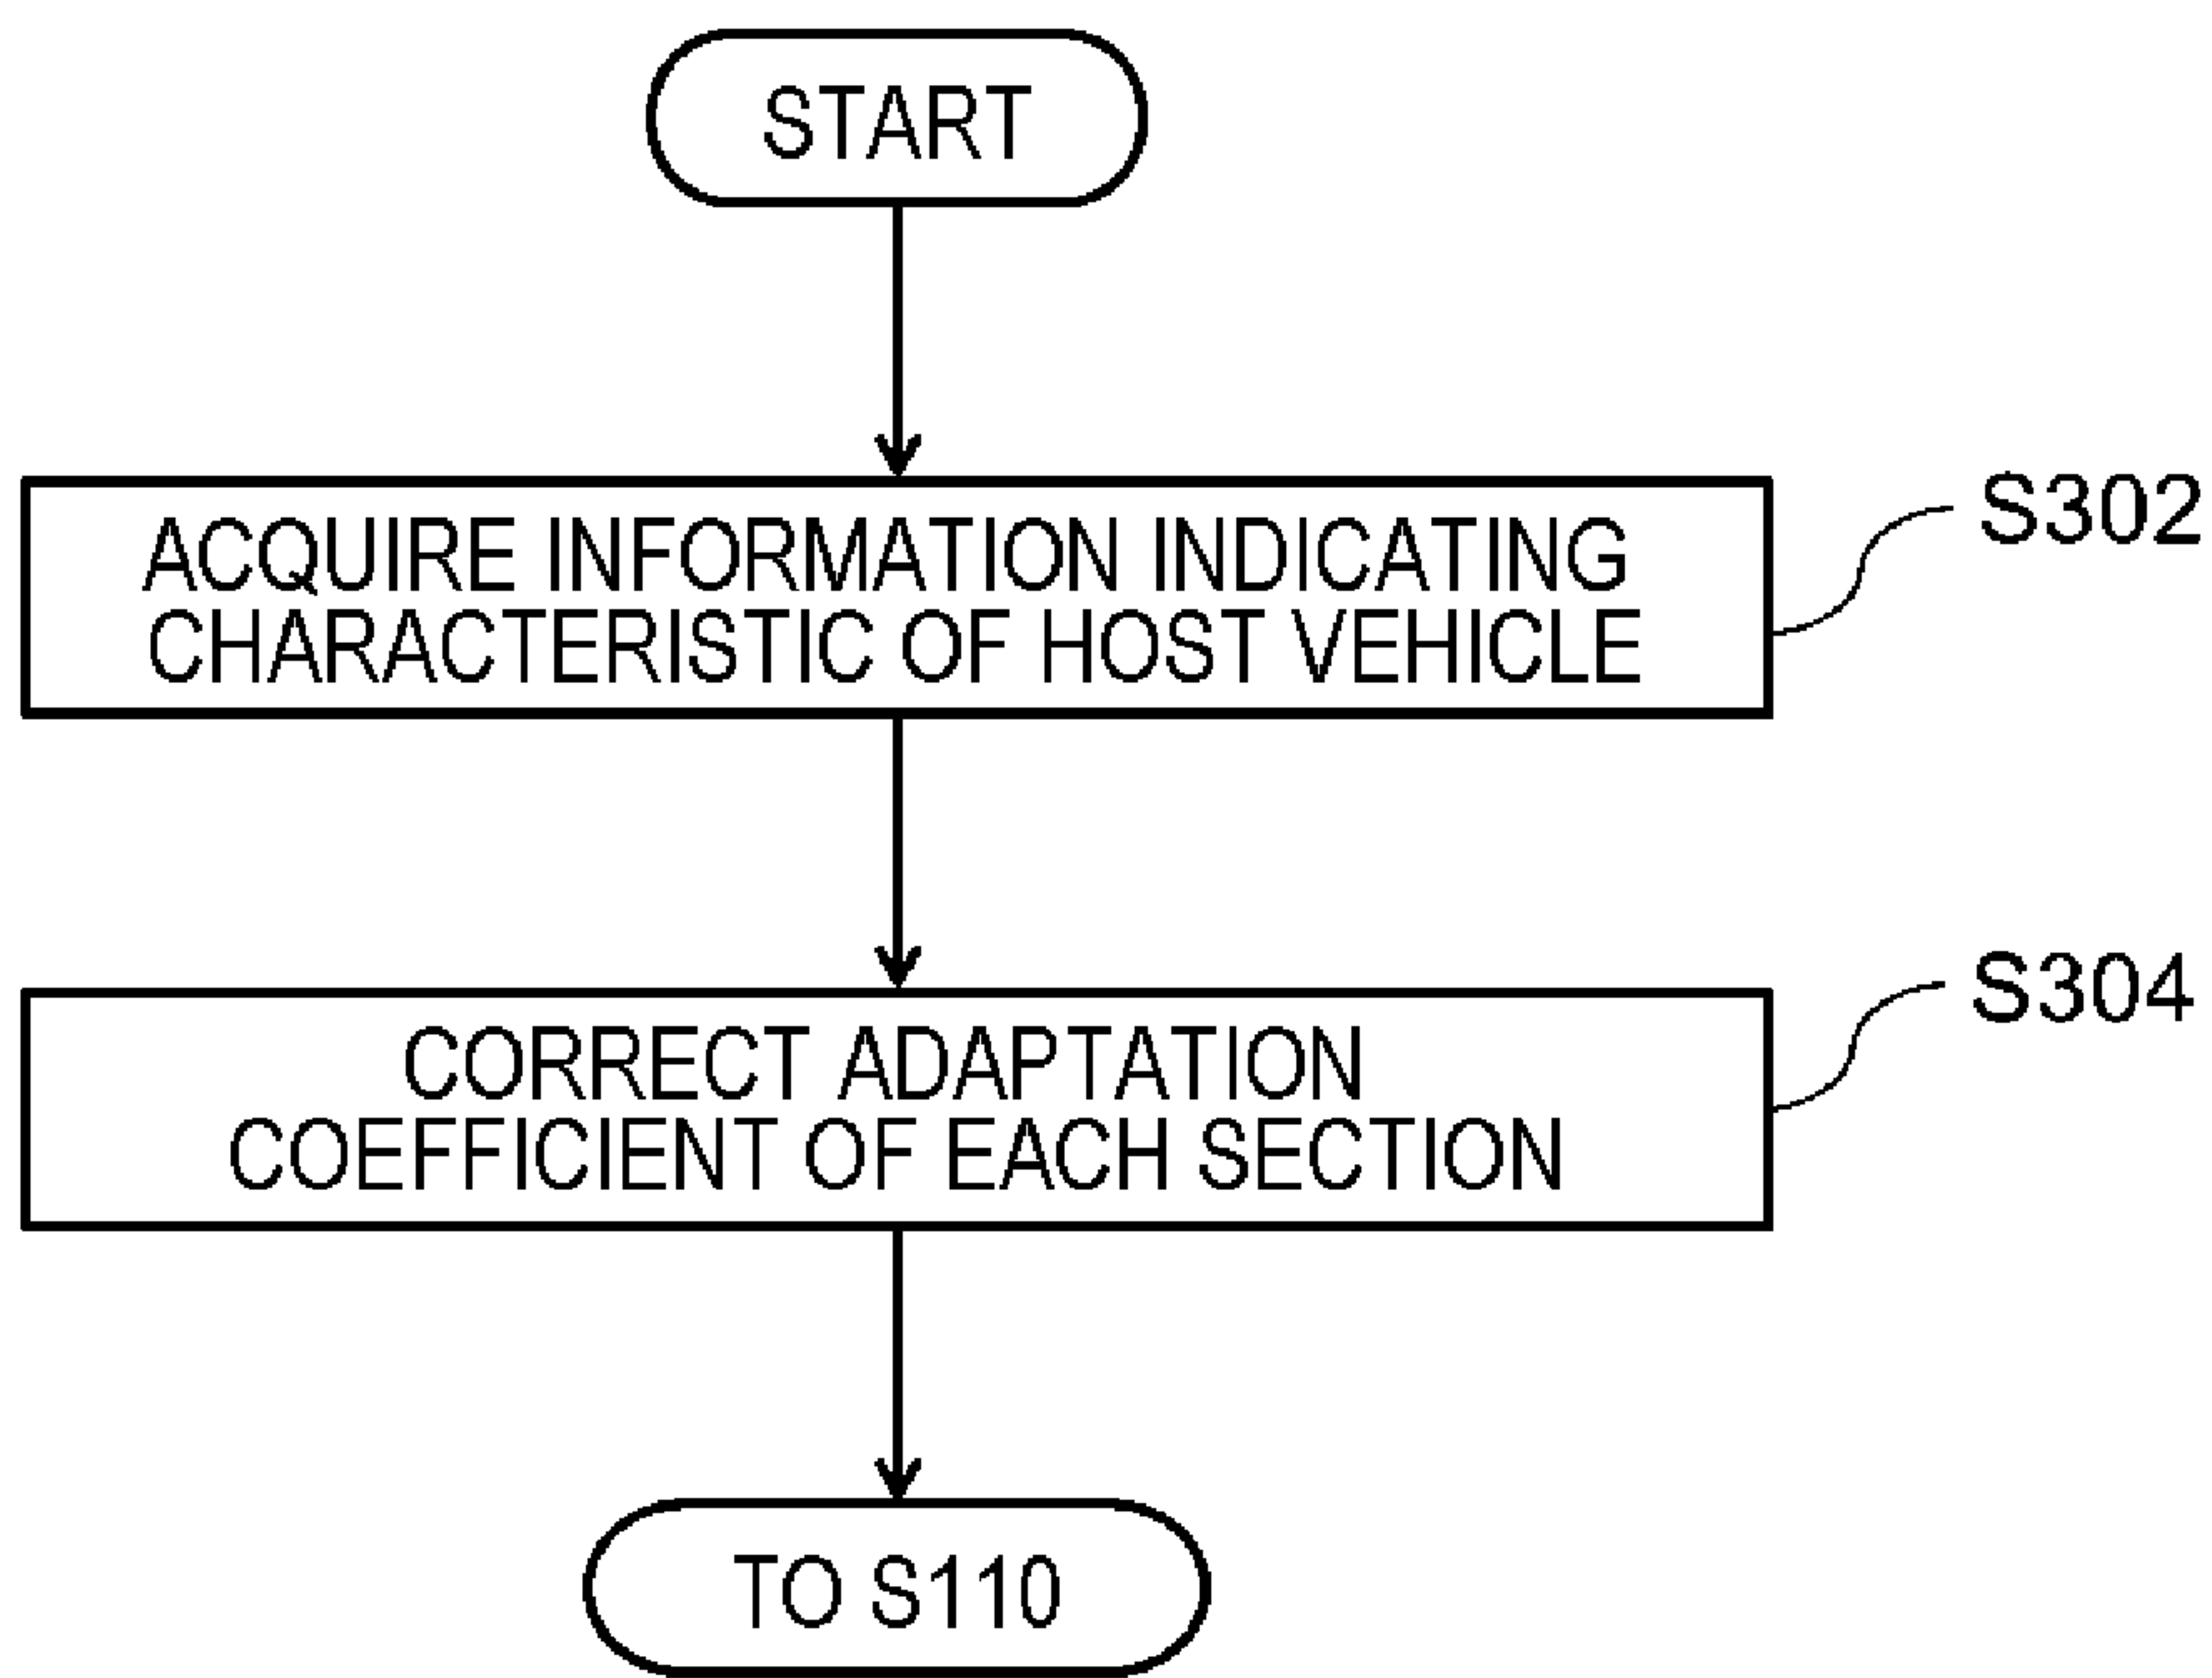 START
ACQUIRE INFORMATION INDICATING
CHARACTERISTIC OF HOST VEHICLE
S302
CORRECT ADAPTATION
COEFFICIENT OF EACH SECTION
S304
TO S110